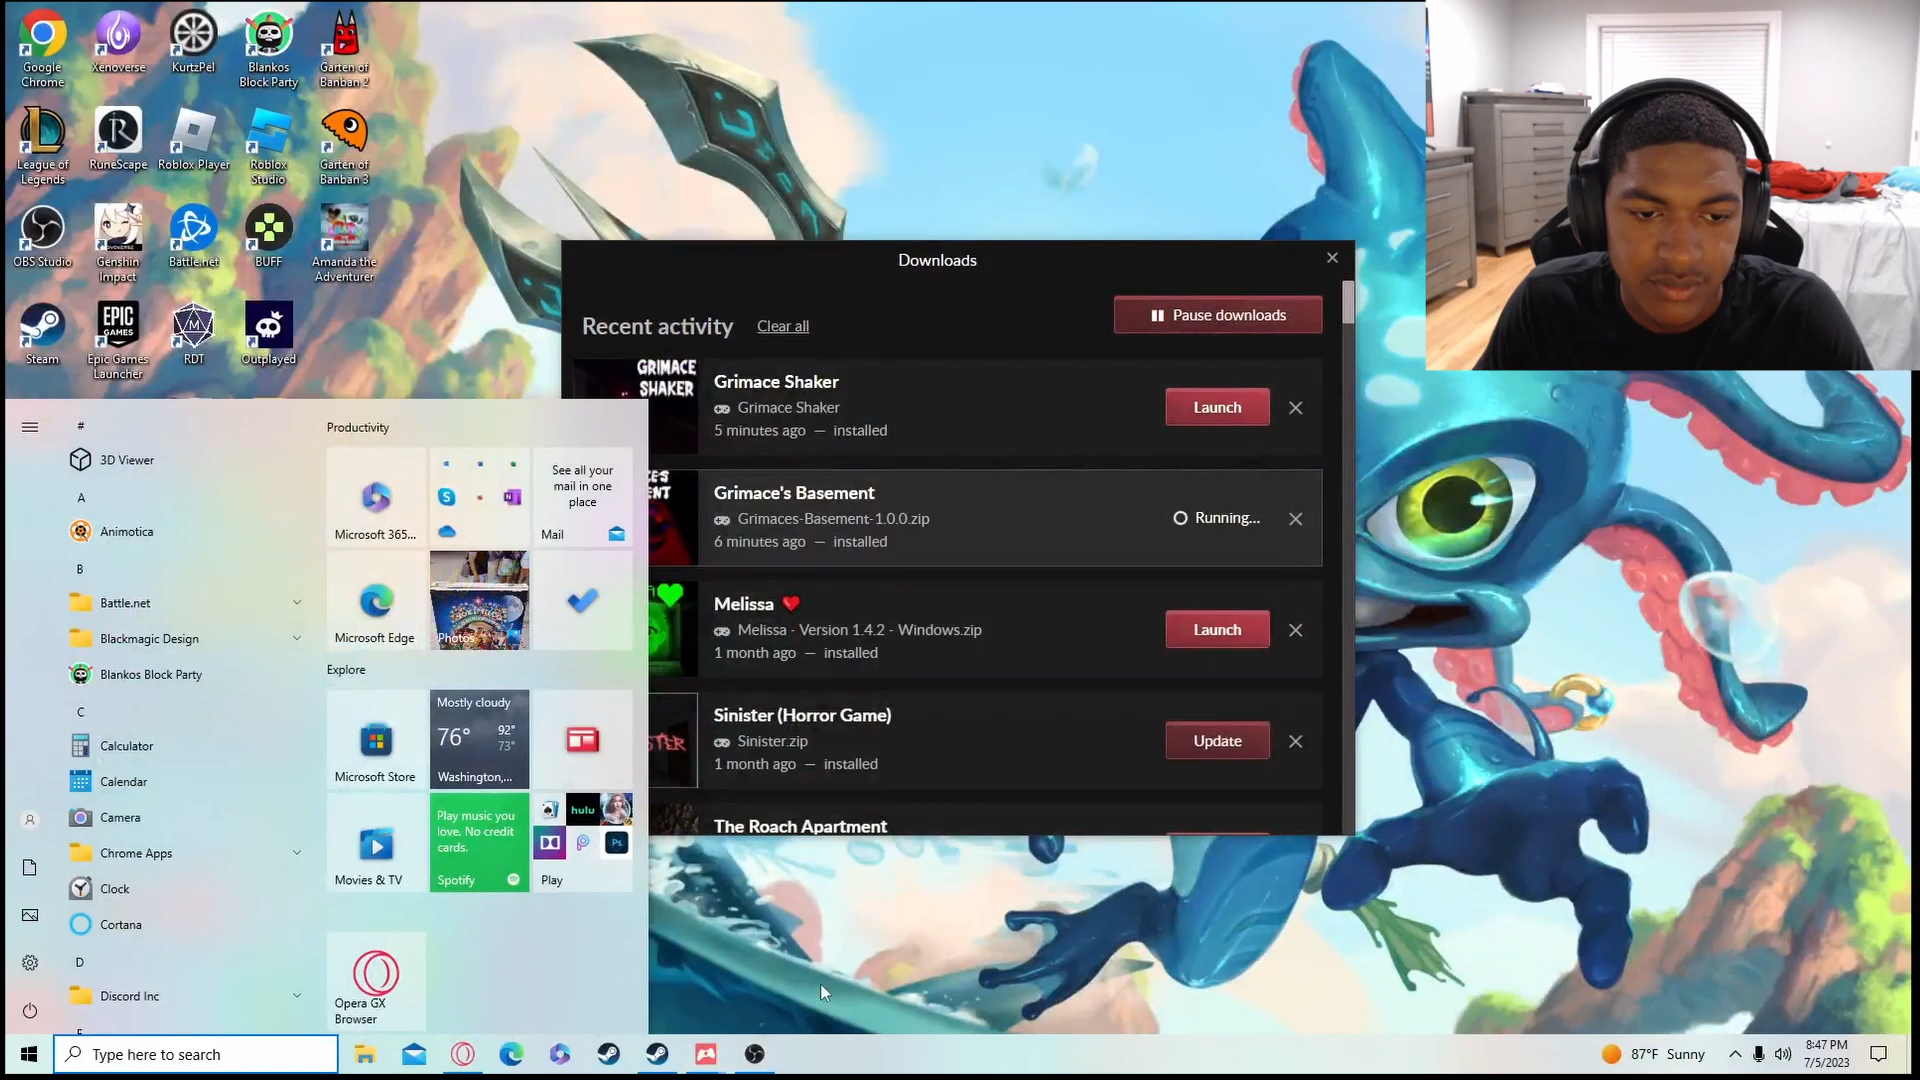 Google
Chrome
Xenoverse
KurtzPel
Blankos
Block Party
Garten of
Banban 2
League of
Legends
RuneScape
Roblox Player
Roblox
Studio
Garten of
Banban 3
OBS Studio
Genshin
Impact
Battle.net
BUFF
Amanda the
Adventurer
Steam
EPIC
GAMES
Epic Games
Launcher
RDT
Outplayed
Downloads
Recent activity
Clear all
Pause downloads
GRIMACE
SHAKER
Grimace Shaker
Grimace Shaker
5 minutes ago — installed
Launch
Grimace's Basement
Grimaces-Basement-1.0.0.zip
6 minutes ago — installed
Running...
Melissa
Melissa - Version 1.4.2 - Windows.zip
1 month ago — installed
Launch
Sinister (Horror Game)
Sinister.zip
1 month ago — installed
Update
The Roach Apartment
#
3D Viewer
A
Animotica
B
Battle.net
Blackmagic Design
Blankos Block Party
C
Calculator
Calendar
Camera
Chrome Apps
Clock
Cortana
D
Discord Inc
Productivity
Microsoft 365...
See all your
mail in one
place
Mail
Microsoft Edge
Photos
Explore
Microsoft Store
Mostly cloudy
76° 92°
73°
Washington,...
Movies & TV
Play music you
love. No credit
cards.
Spotify
hulu
Ps
Play
Opera GX
Browser
Type here to search
87°F Sunny
8:47 PM
7/5/2023